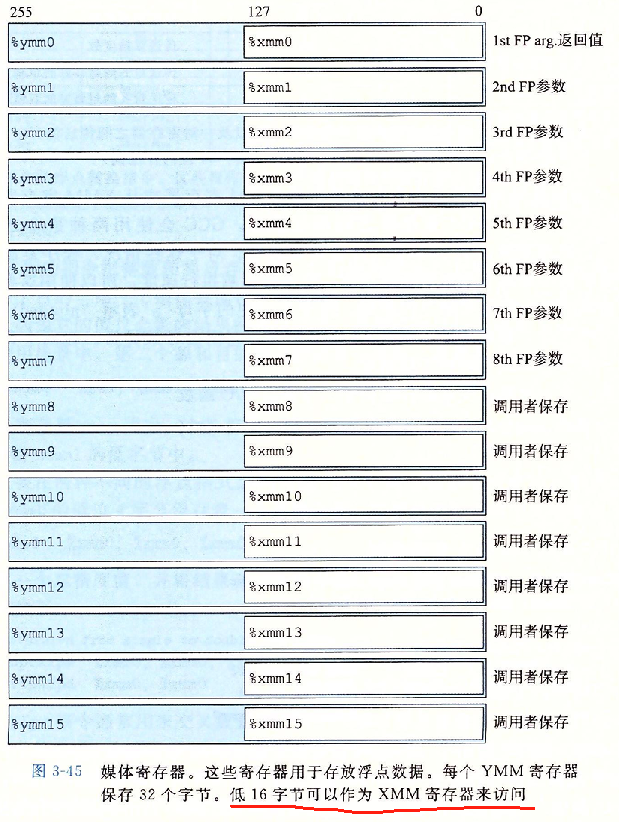 255 127 0
%ymm0 %xmm0 1st FP arg.返回值
%ymm1 %xmm1 2nd FP参数
%ymm2 %xmm2 3rd FP参数
%ymm3 %xmm3 4th FP参数
%ymm4 %xmm4 5th FP参数
%ymm5 %xmm5 6th FP参数
%ymm6 %xmm6 7th FP参数
%ymm7 %xmm7 8th FP参数
%ymm8 %xmm8 调用者保存
%ymm9 %xmm9 调用者保存
%ymm10 %xmm10 调用者保存
%ymm11 %xmm11 调用者保存
%ymm12 %xmm12 调用者保存
%ymm13 %xmm13 调用者保存
%ymm14 %xmm14 调用者保存
%ymm15 %xmm15 调用者保存
图 3-45 媒体寄存器。这些寄存器用于存放浮点数据。每个 YMM 寄存器
保存 32 个字节。低 16 字节可以作为 XMM 寄存器来访问